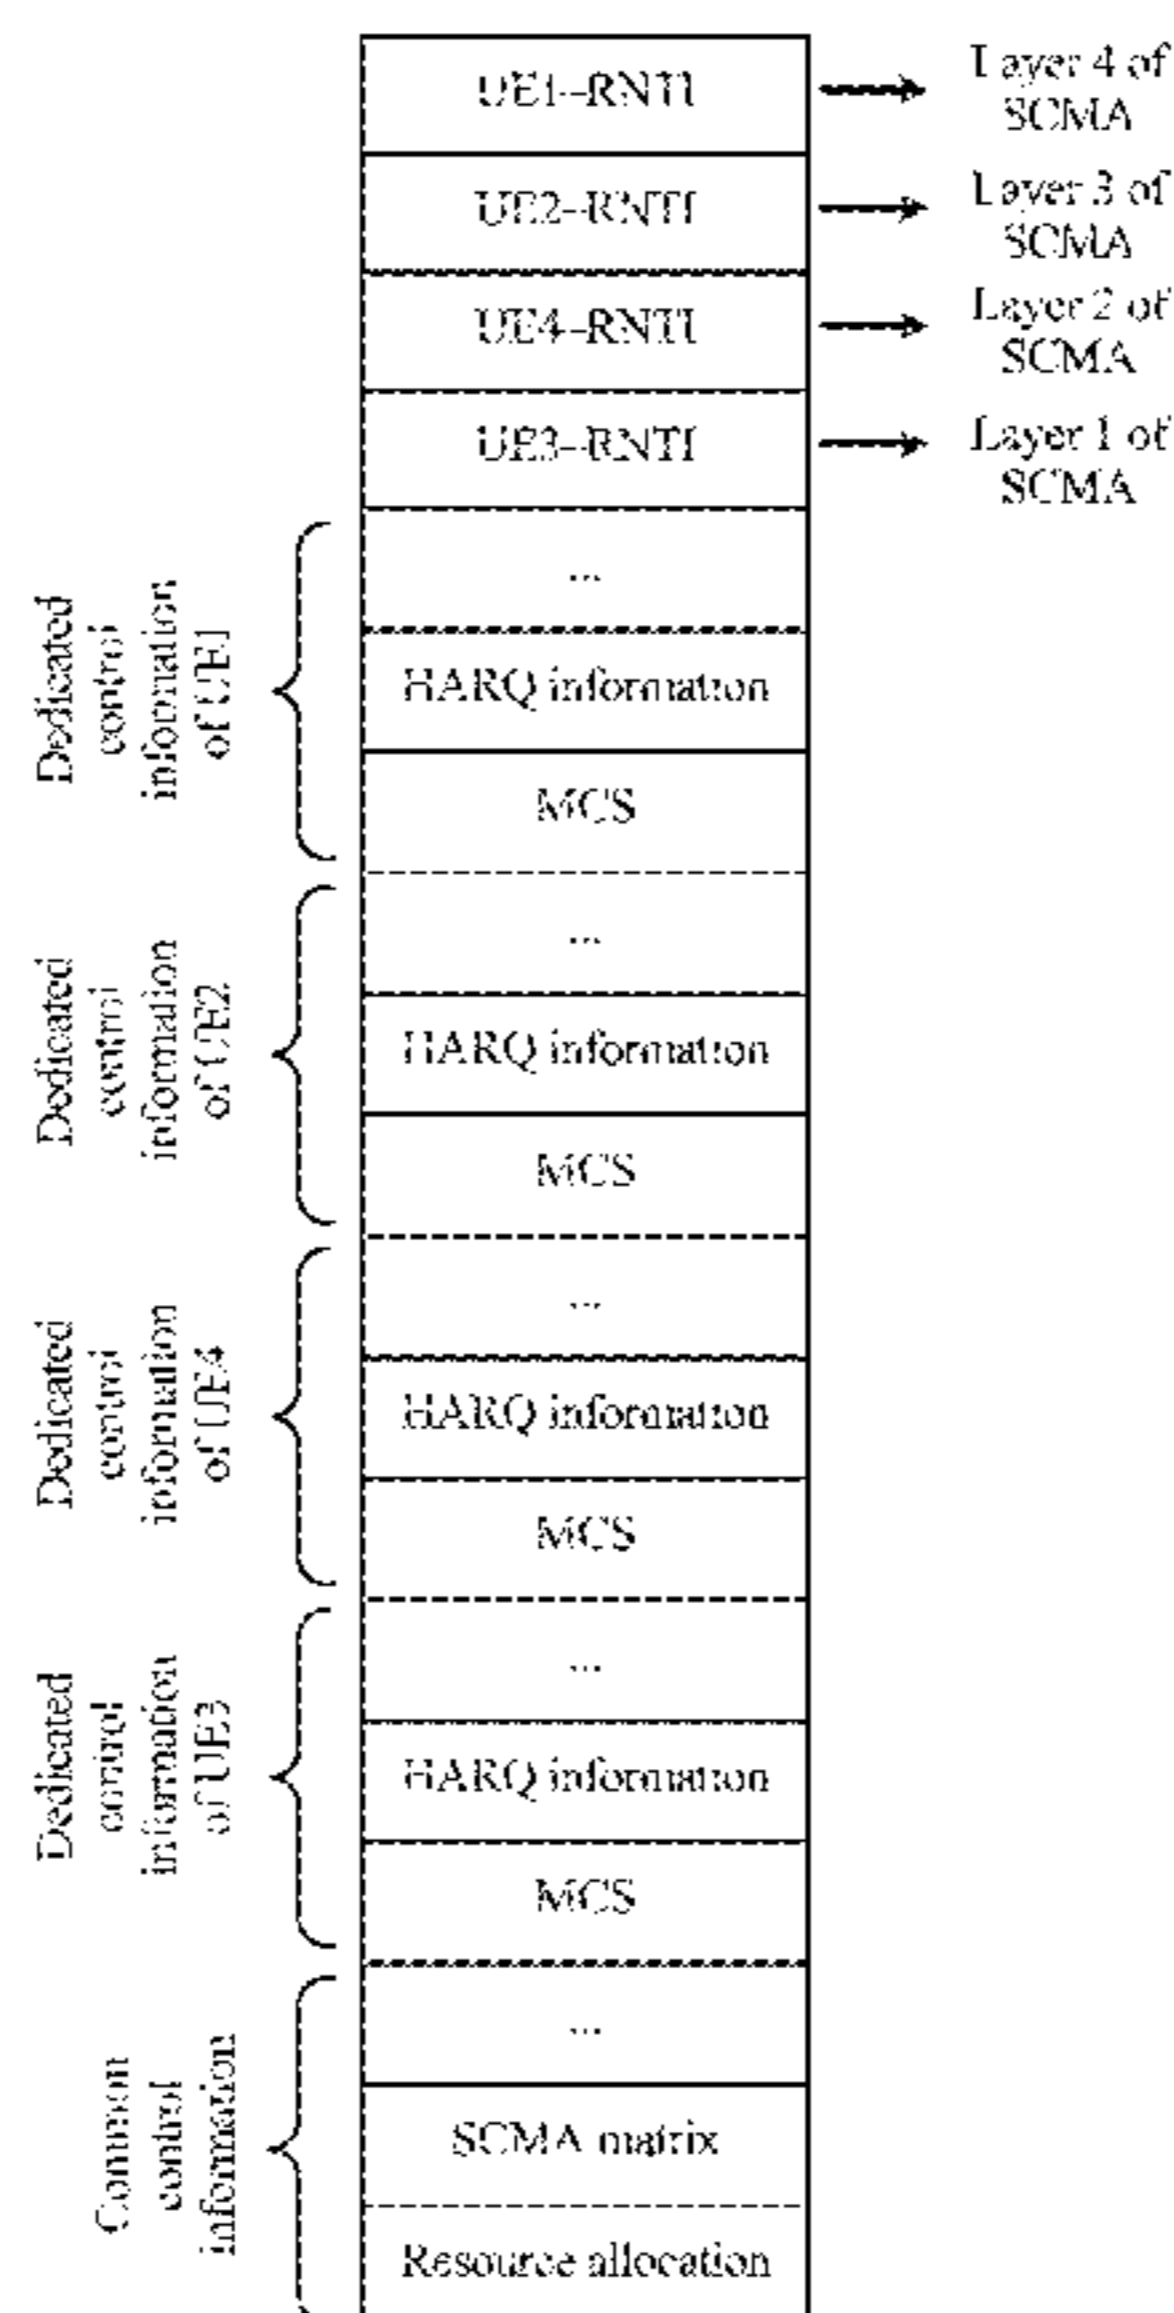 UE1-RNTI
Layer 4 of
SCMA
UE2-RNTI
Layer 3 of
SCMA
UE4-RNTI
Layer 2 of
SCMA
UE3-RNTI
Layer 1 of
SCMA
Dedicated
control
information
of UE1
...
HARQ information
MCS
Dedicated
control
information
of UE2
...
HARQ information
MCS
Dedicated
control
information
of UE4
...
HARQ information
MCS
Dedicated
control
information
of UE3
...
HARQ information
MCS
Common
control
information
...
SCMA matrix
Resource allocation